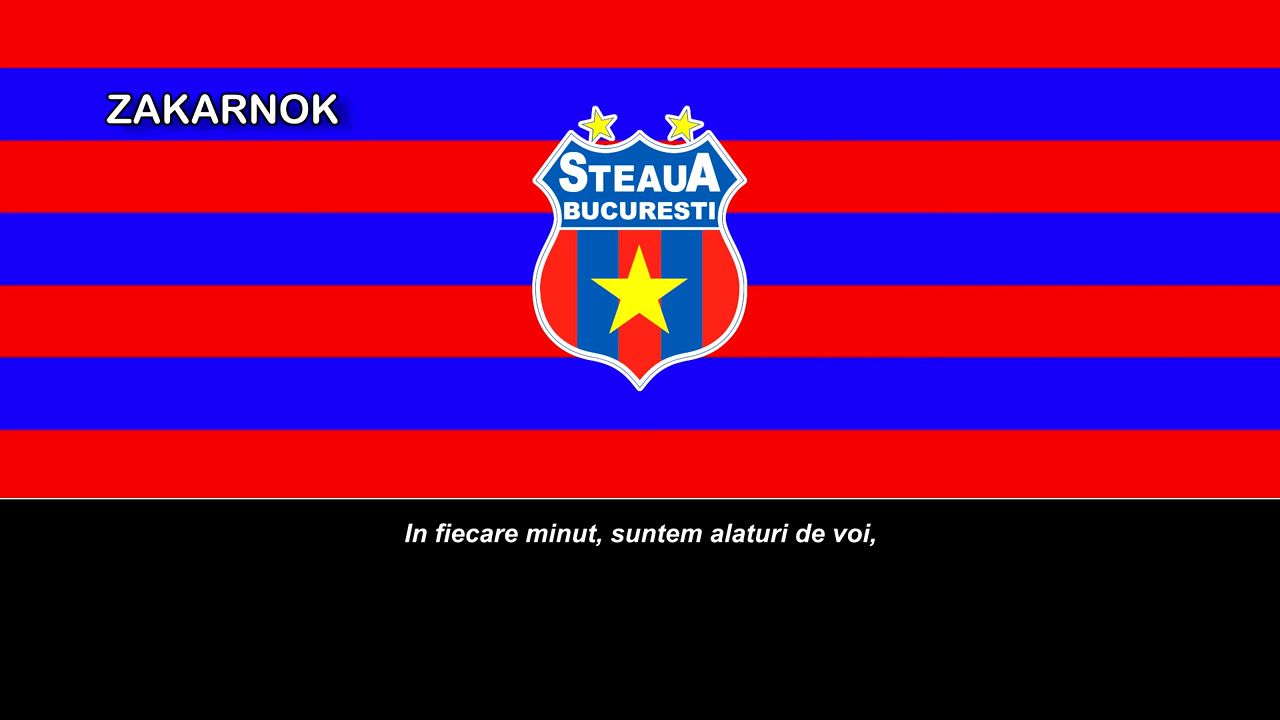 ZAKARNOK
STEAUA
BUCURESTI
In fiecare minut, suntem alaturi de voi,